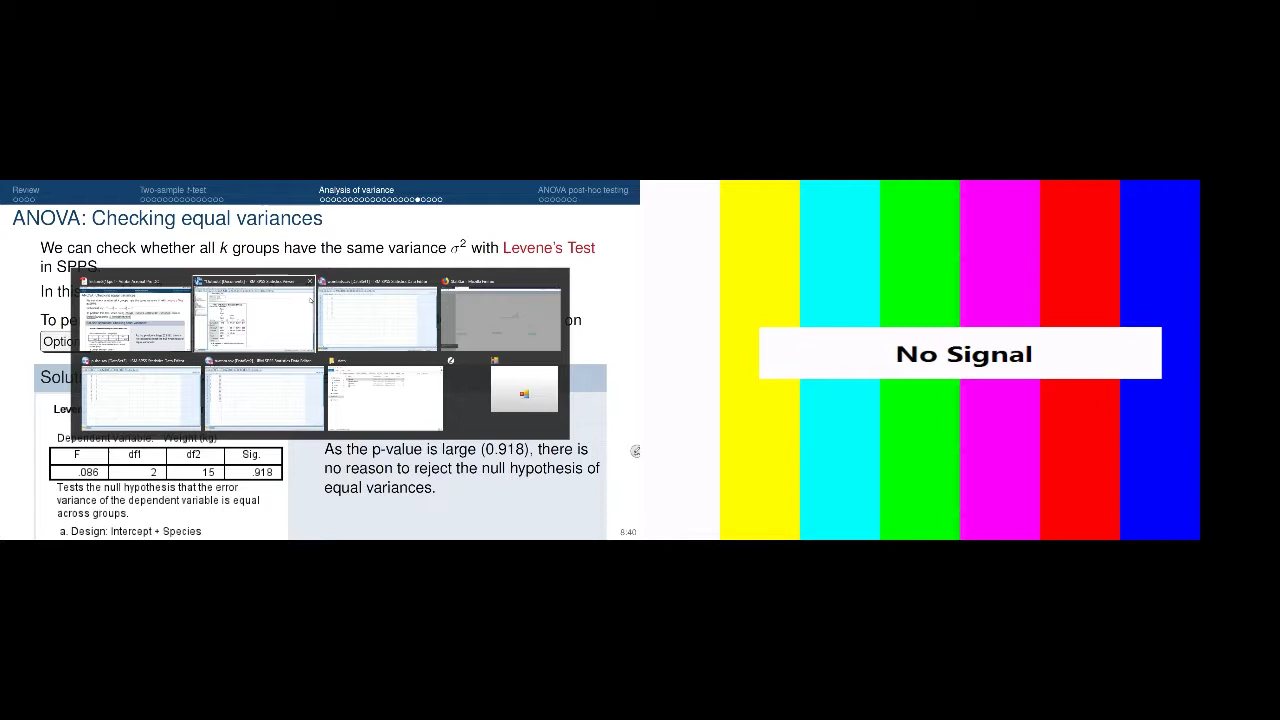 Review
Two-sample t-test
Analysis of variance
ANOVA post-hoc testing
ANOVA: Checking equal variances
We can check whether all k groups have the same variance σ² with Levene's Test
in SPPS.
In th
To pe
on
Option
Solu
Leve
Dependent Variable: Weight (kg)
F df1 df2 Sig.
.086 2 15 .918
Tests the null hypothesis that the error
variance of the dependent variable is equal
across groups.
a. Design: Intercept + Species
As the p-value is large (0.918), there is
no reason to reject the null hypothesis of
equal variances.
8:40
No Signal